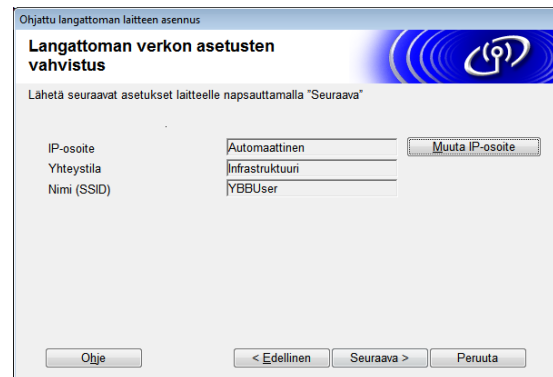 Ohjattu langattoman laitteen asennus
Langattoman verkon asetusten
vahvistus
Lähetä seuraavat asetukset laitteelle napsauttamalla "Seuraava"
IP-osoite Automaattinen Muuta IP-osoite
Yhteystila Infrastruktuuri
Nimi (SSID) YBBUser
Ohje < Edellinen Seuraava > Peruuta